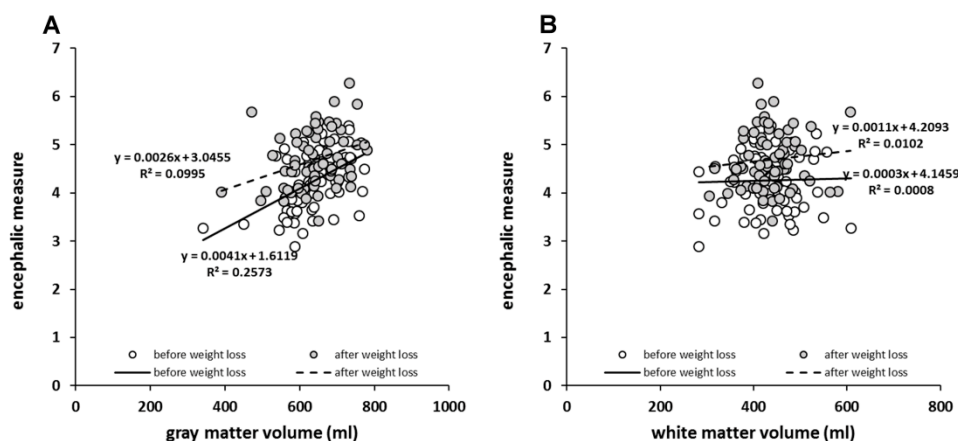 A
7
6
5
4
3
2
1
0
encephalic measure
y = 0.0026x + 3.0455
R² = 0.0995
y = 0.0041x + 1.6119
R² = 0.2573
before weight loss after weight loss
before weight loss after weight loss
0 200 400 600 800 1000
gray matter volume (ml)
B
7
6
5
4
3
2
1
0
encephalic measure
y = 0.0011x + 4.2093
R² = 0.0102
y = 0.0003x + 4.1459
R² = 0.0008
before weight loss after weight loss
before weight loss after weight loss
0 200 400 600 800
white matter volume (ml)